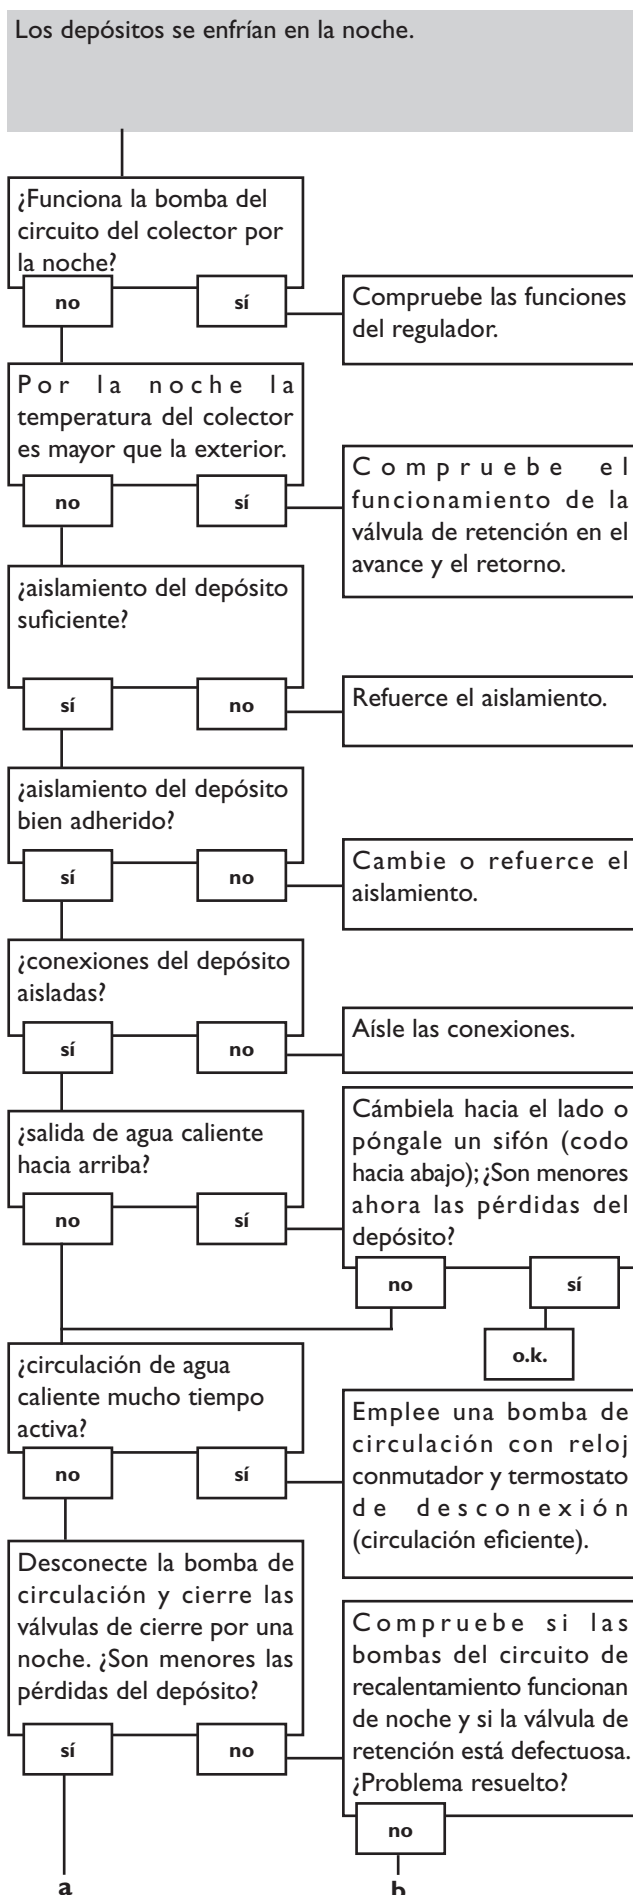 Los depósitos se enfrían en la noche.
¿Funciona la bomba del
circuito del colector por
la noche?
no
sí
Compruebe las funciones
del regulador.
Por la noche la
temperatura del colector
es mayor que la exterior.
no
sí
Compruebe el
funcionamiento de la
válvula de retención en el
avance y el retorno.
¿aislamiento del depósito
suficiente?
sí
no
Refuerce el aislamiento.
¿aislamiento del depósito
bien adherido?
sí
no
Cambie o refuerce el
aislamiento.
¿conexiones del depósito
aisladas?
sí
no
Aísle las conexiones.
¿salida de agua caliente
hacia arriba?
no
sí
Cámbiela hacia el lado o
póngale un sifón (codo
hacia abajo); ¿Son menores
ahora las pérdidas del
depósito?
no
sí
o.k.
¿circulación de agua
caliente mucho tiempo
activa?
no
sí
Emplee una bomba de
circulación con reloj
conmutador y termostato
de desconexión
(circulación eficiente).
Desconecte la bomba de
circulación y cierre las
válvulas de cierre por una
noche. ¿Son menores las
pérdidas del depósito?
sí
no
Compruebe si las
bombas del circuito de
recalentamiento funcionan
de noche y si la válvula de
retención está defectuosa.
¿Problema resuelto?
no
a
b